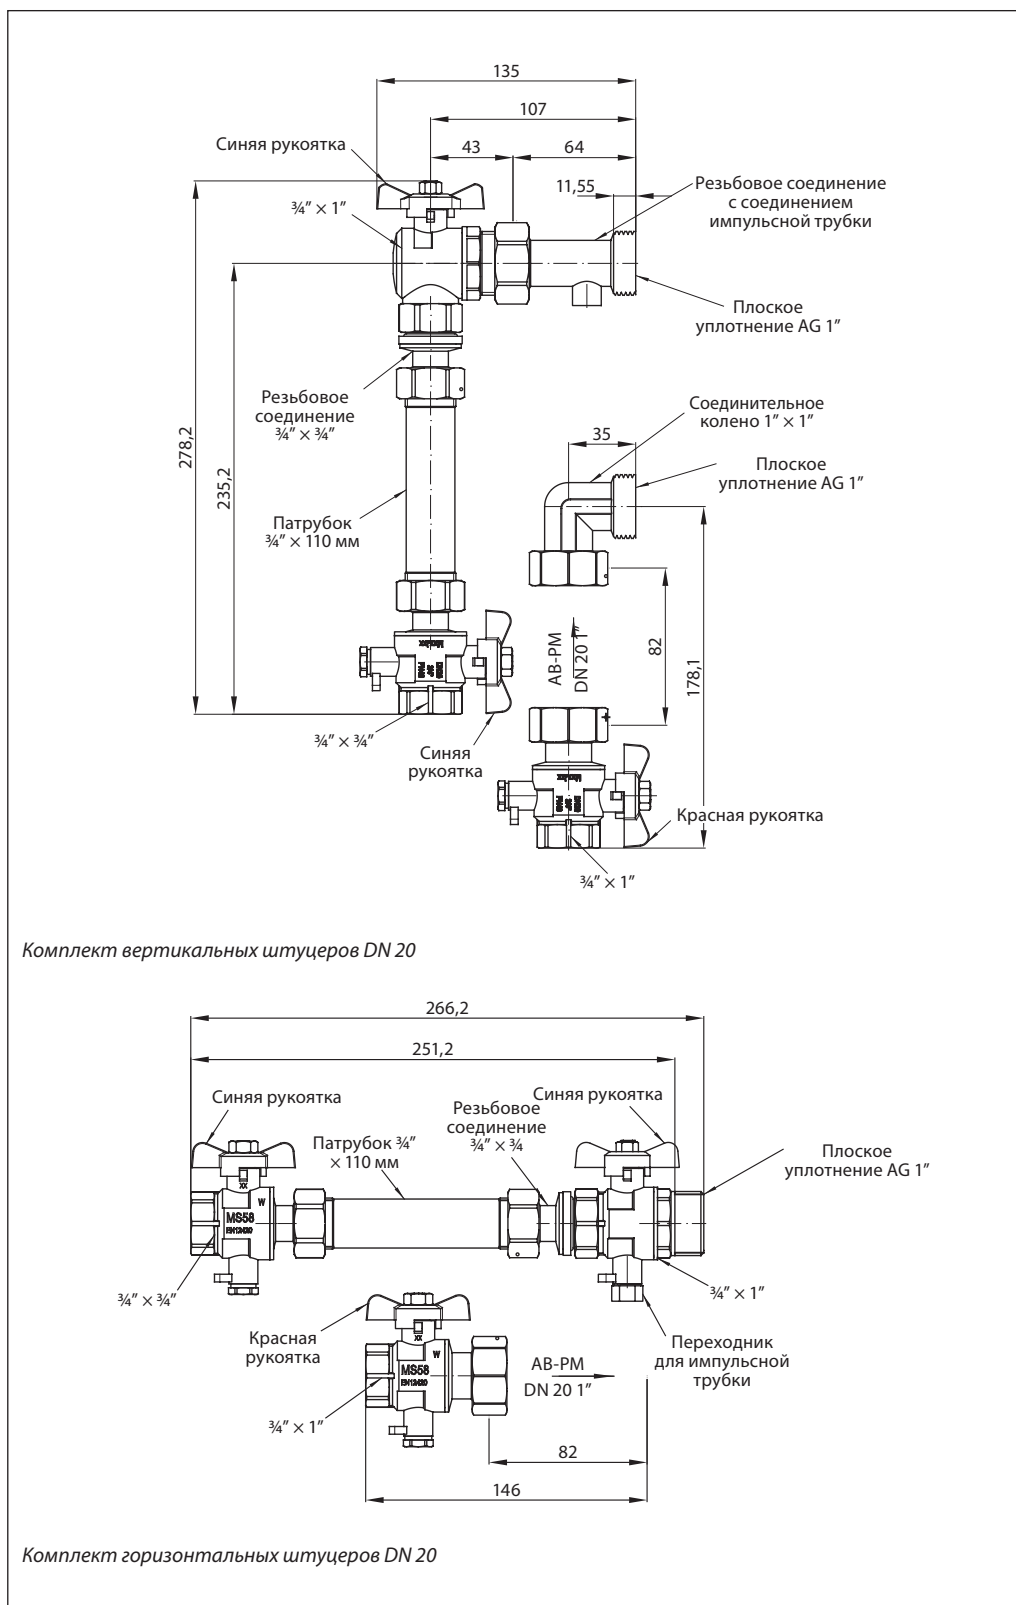 135
107
43
64
11,55
Синяя рукоятка
¾” × 1”
Резьбовое соединение
с соединением
импульсной трубки
Плоское
уплотнение AG 1”
Резьбовое
соединение
¾” × ¾”
278,2
235,2
Патрубок
¾” × 110 мм
Соединительное
колено 1” × 1”
35
Плоское
уплотнение AG 1”
AB-PM
DN 20 1”
82
178,1
¾” × ¾”
Синяя
рукоятка
Красная рукоятка
¾” × 1”
Комплект вертикальных штуцеров DN 20
266,2
251,2
Синяя рукоятка
Патрубок ¾”
× 110 мм
Резьбовое
соединение
¾” × ¾
Синяя рукоятка
Плоское
уплотнение AG 1”
XX
W
MS58
¾” × ¾”
¾” × 1”
Переходник
для импульсной
трубки
Красная
рукоятка
XX
W
MS58
¾” × 1”
AB-PM
DN 20 1”
82
146
Комплект горизонтальных штуцеров DN 20